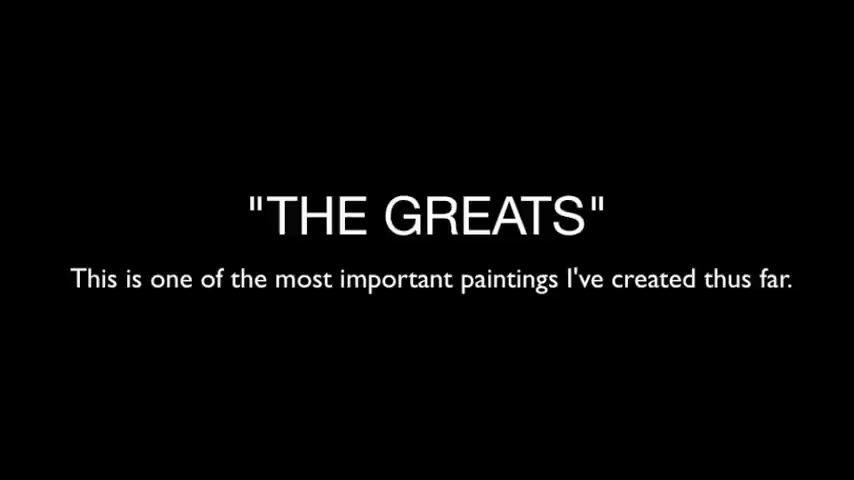 "THE GREATS"
This is one of the most important paintings I've created thus far.